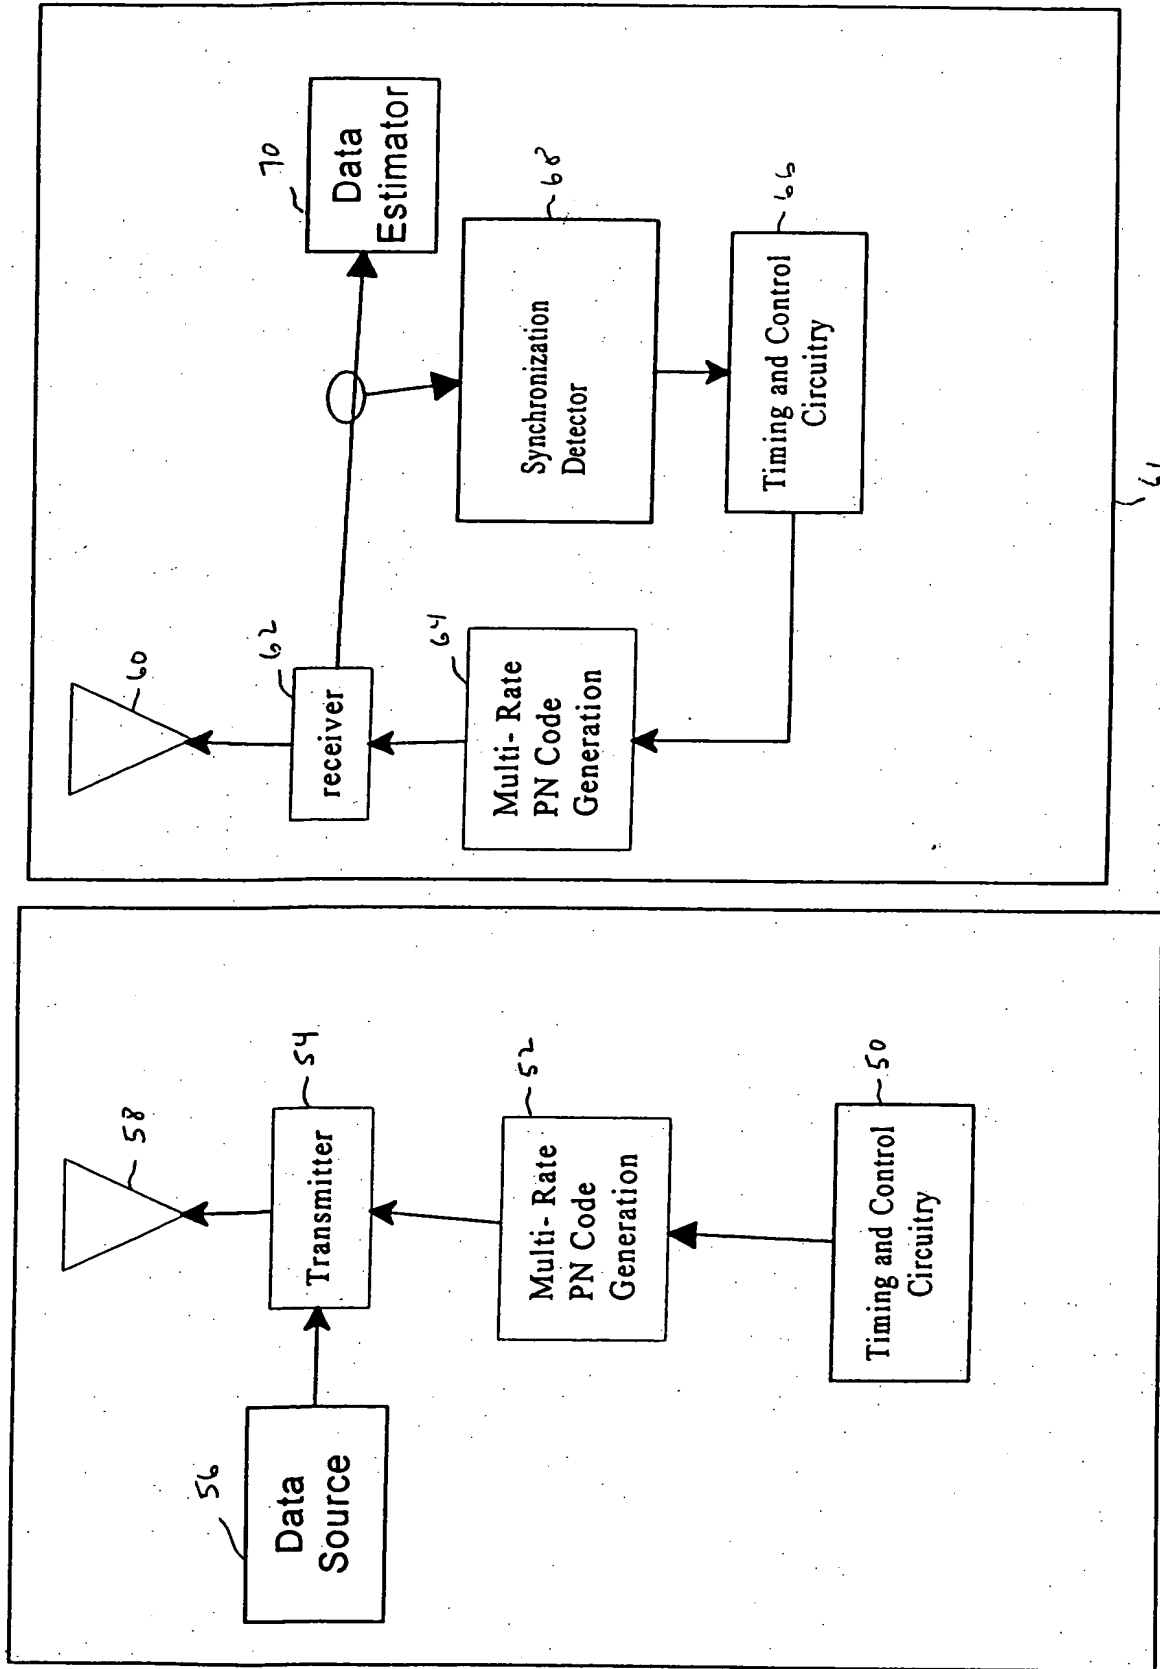 58
56
Data
Source
54
Transmitter
52
Multi- Rate
PN Code
Generation
50
Timing and Control
Circuitry
60
62
receiver
70
Data
Estimator
64
Multi- Rate
PN Code
Generation
68
Synchronization
Detector
66
Timing and Control
Circuitry
61